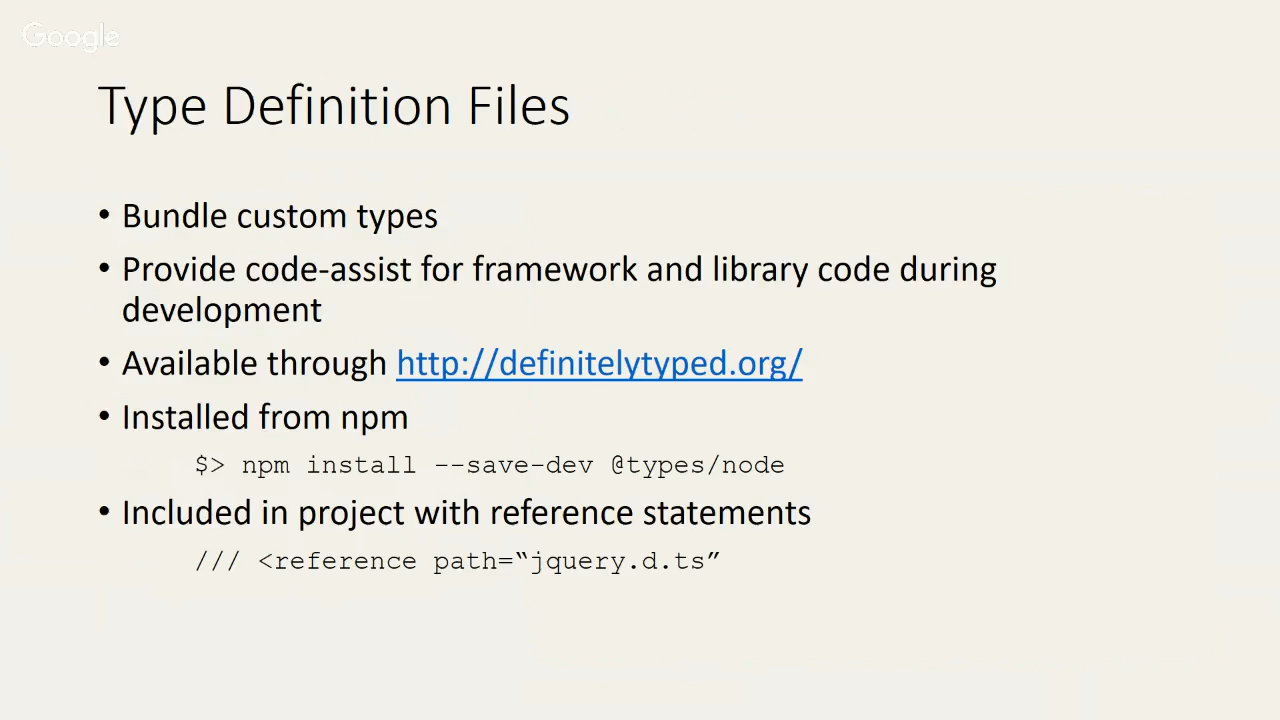 Google
Type Definition Files
• Bundle custom types
• Provide code-assist for framework and library code during
development
• Available through http://definitelytyped.org/
• Installed from npm
$> npm install --save-dev @types/node
• Included in project with reference statements
/// <reference path=“jquery.d.ts”